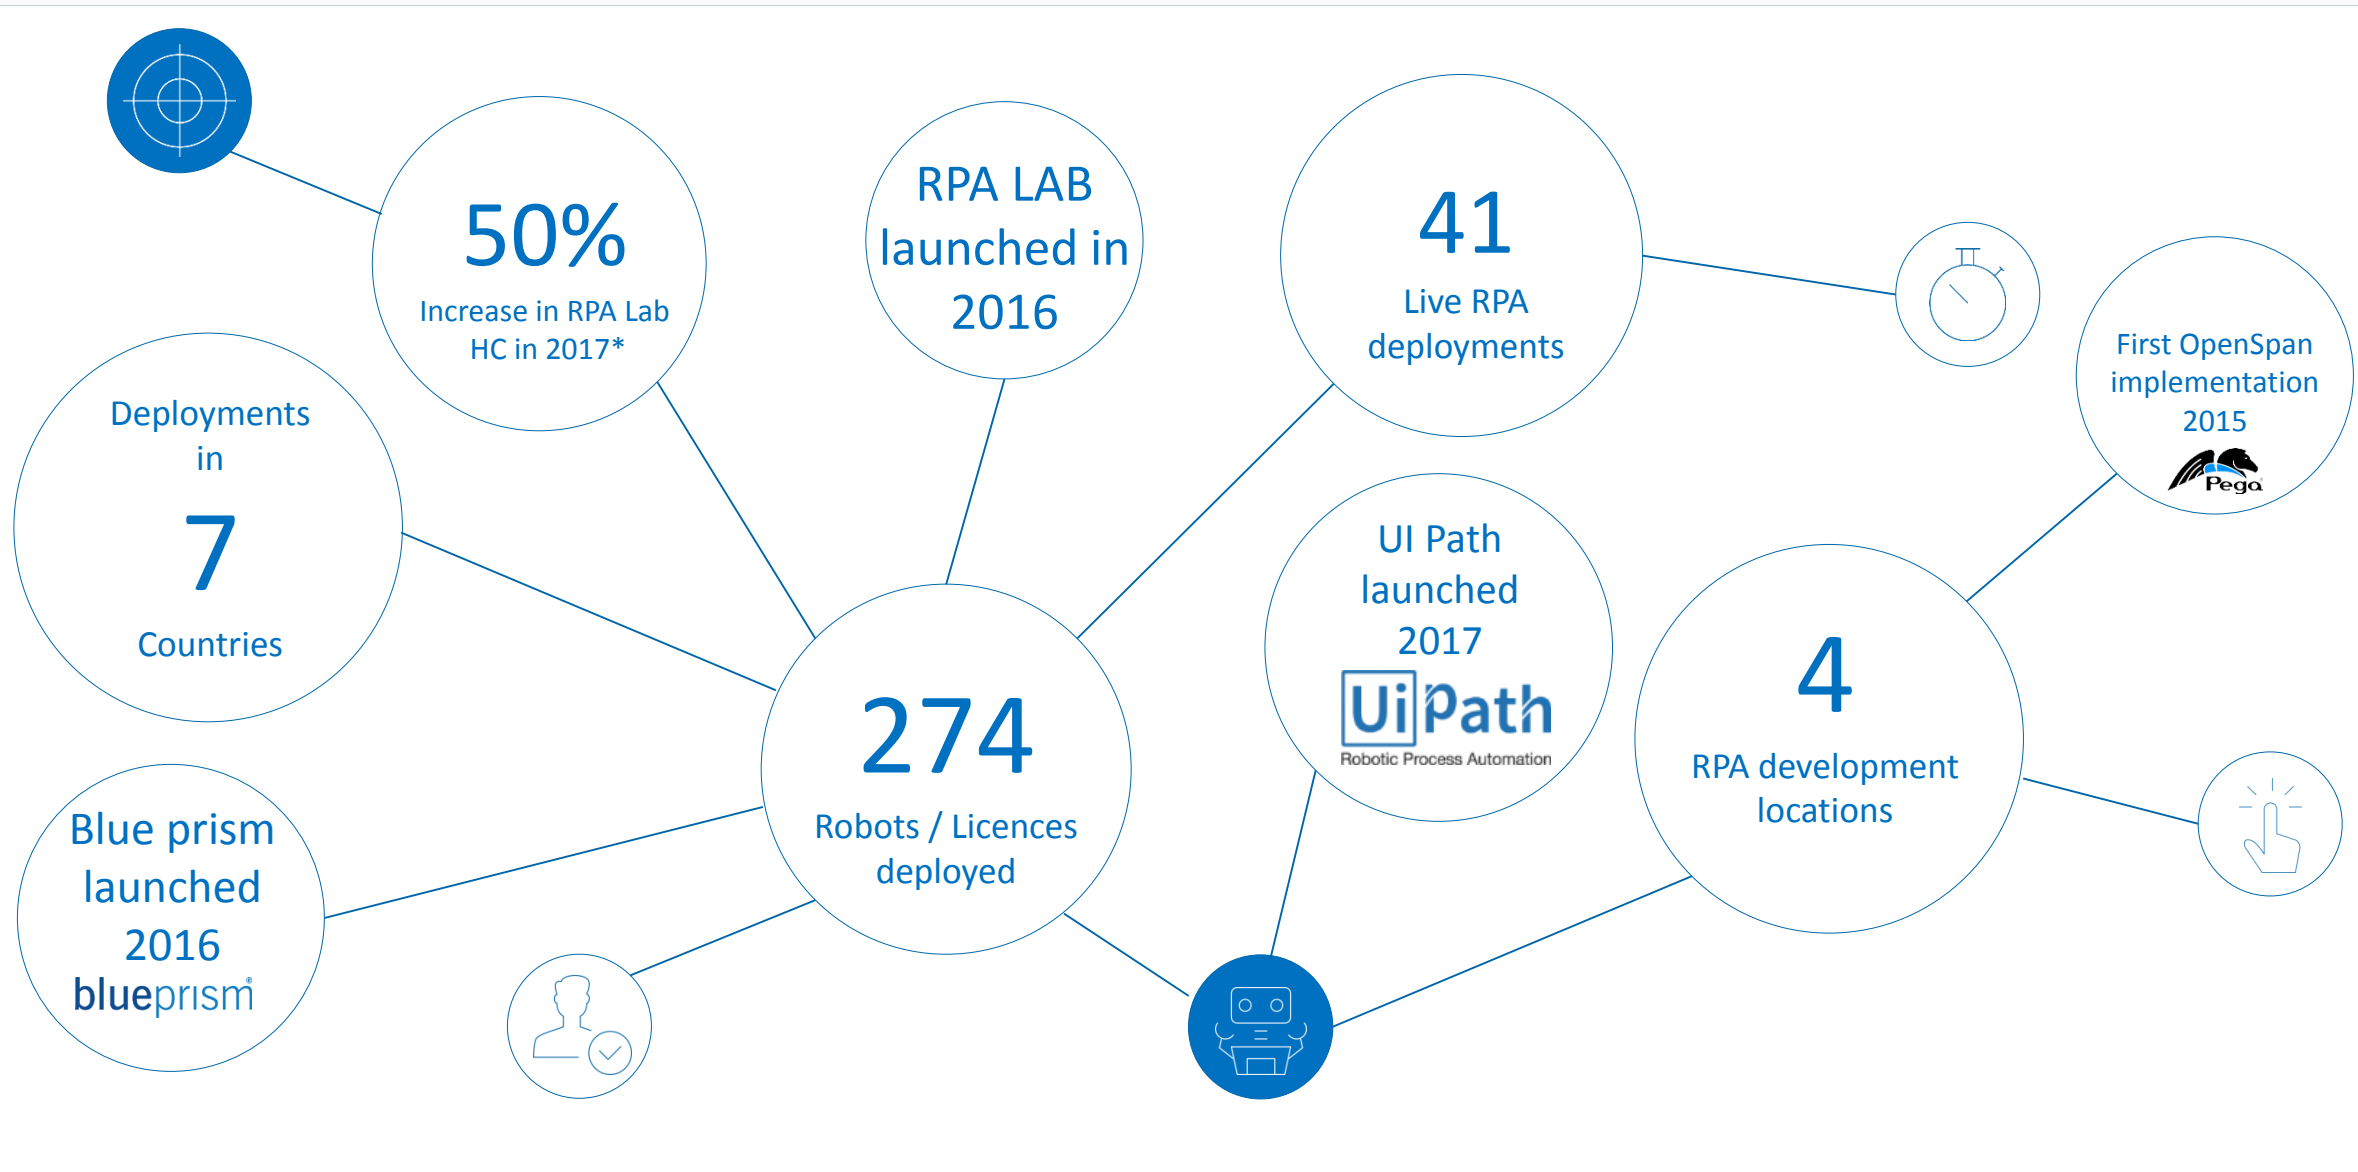 50%
Increase in RPA Lab
HC in 2017*
RPA LAB
launched in
2016
41
Live RPA
deployments
First OpenSpan
implementation
2015
Pega
Deployments
in
7
Countries
UI Path
launched
2017
UiPath
Robotic Process Automation
274
Robots / Licences
deployed
4
RPA development
locations
Blue prism
launched
2016
blueprism®